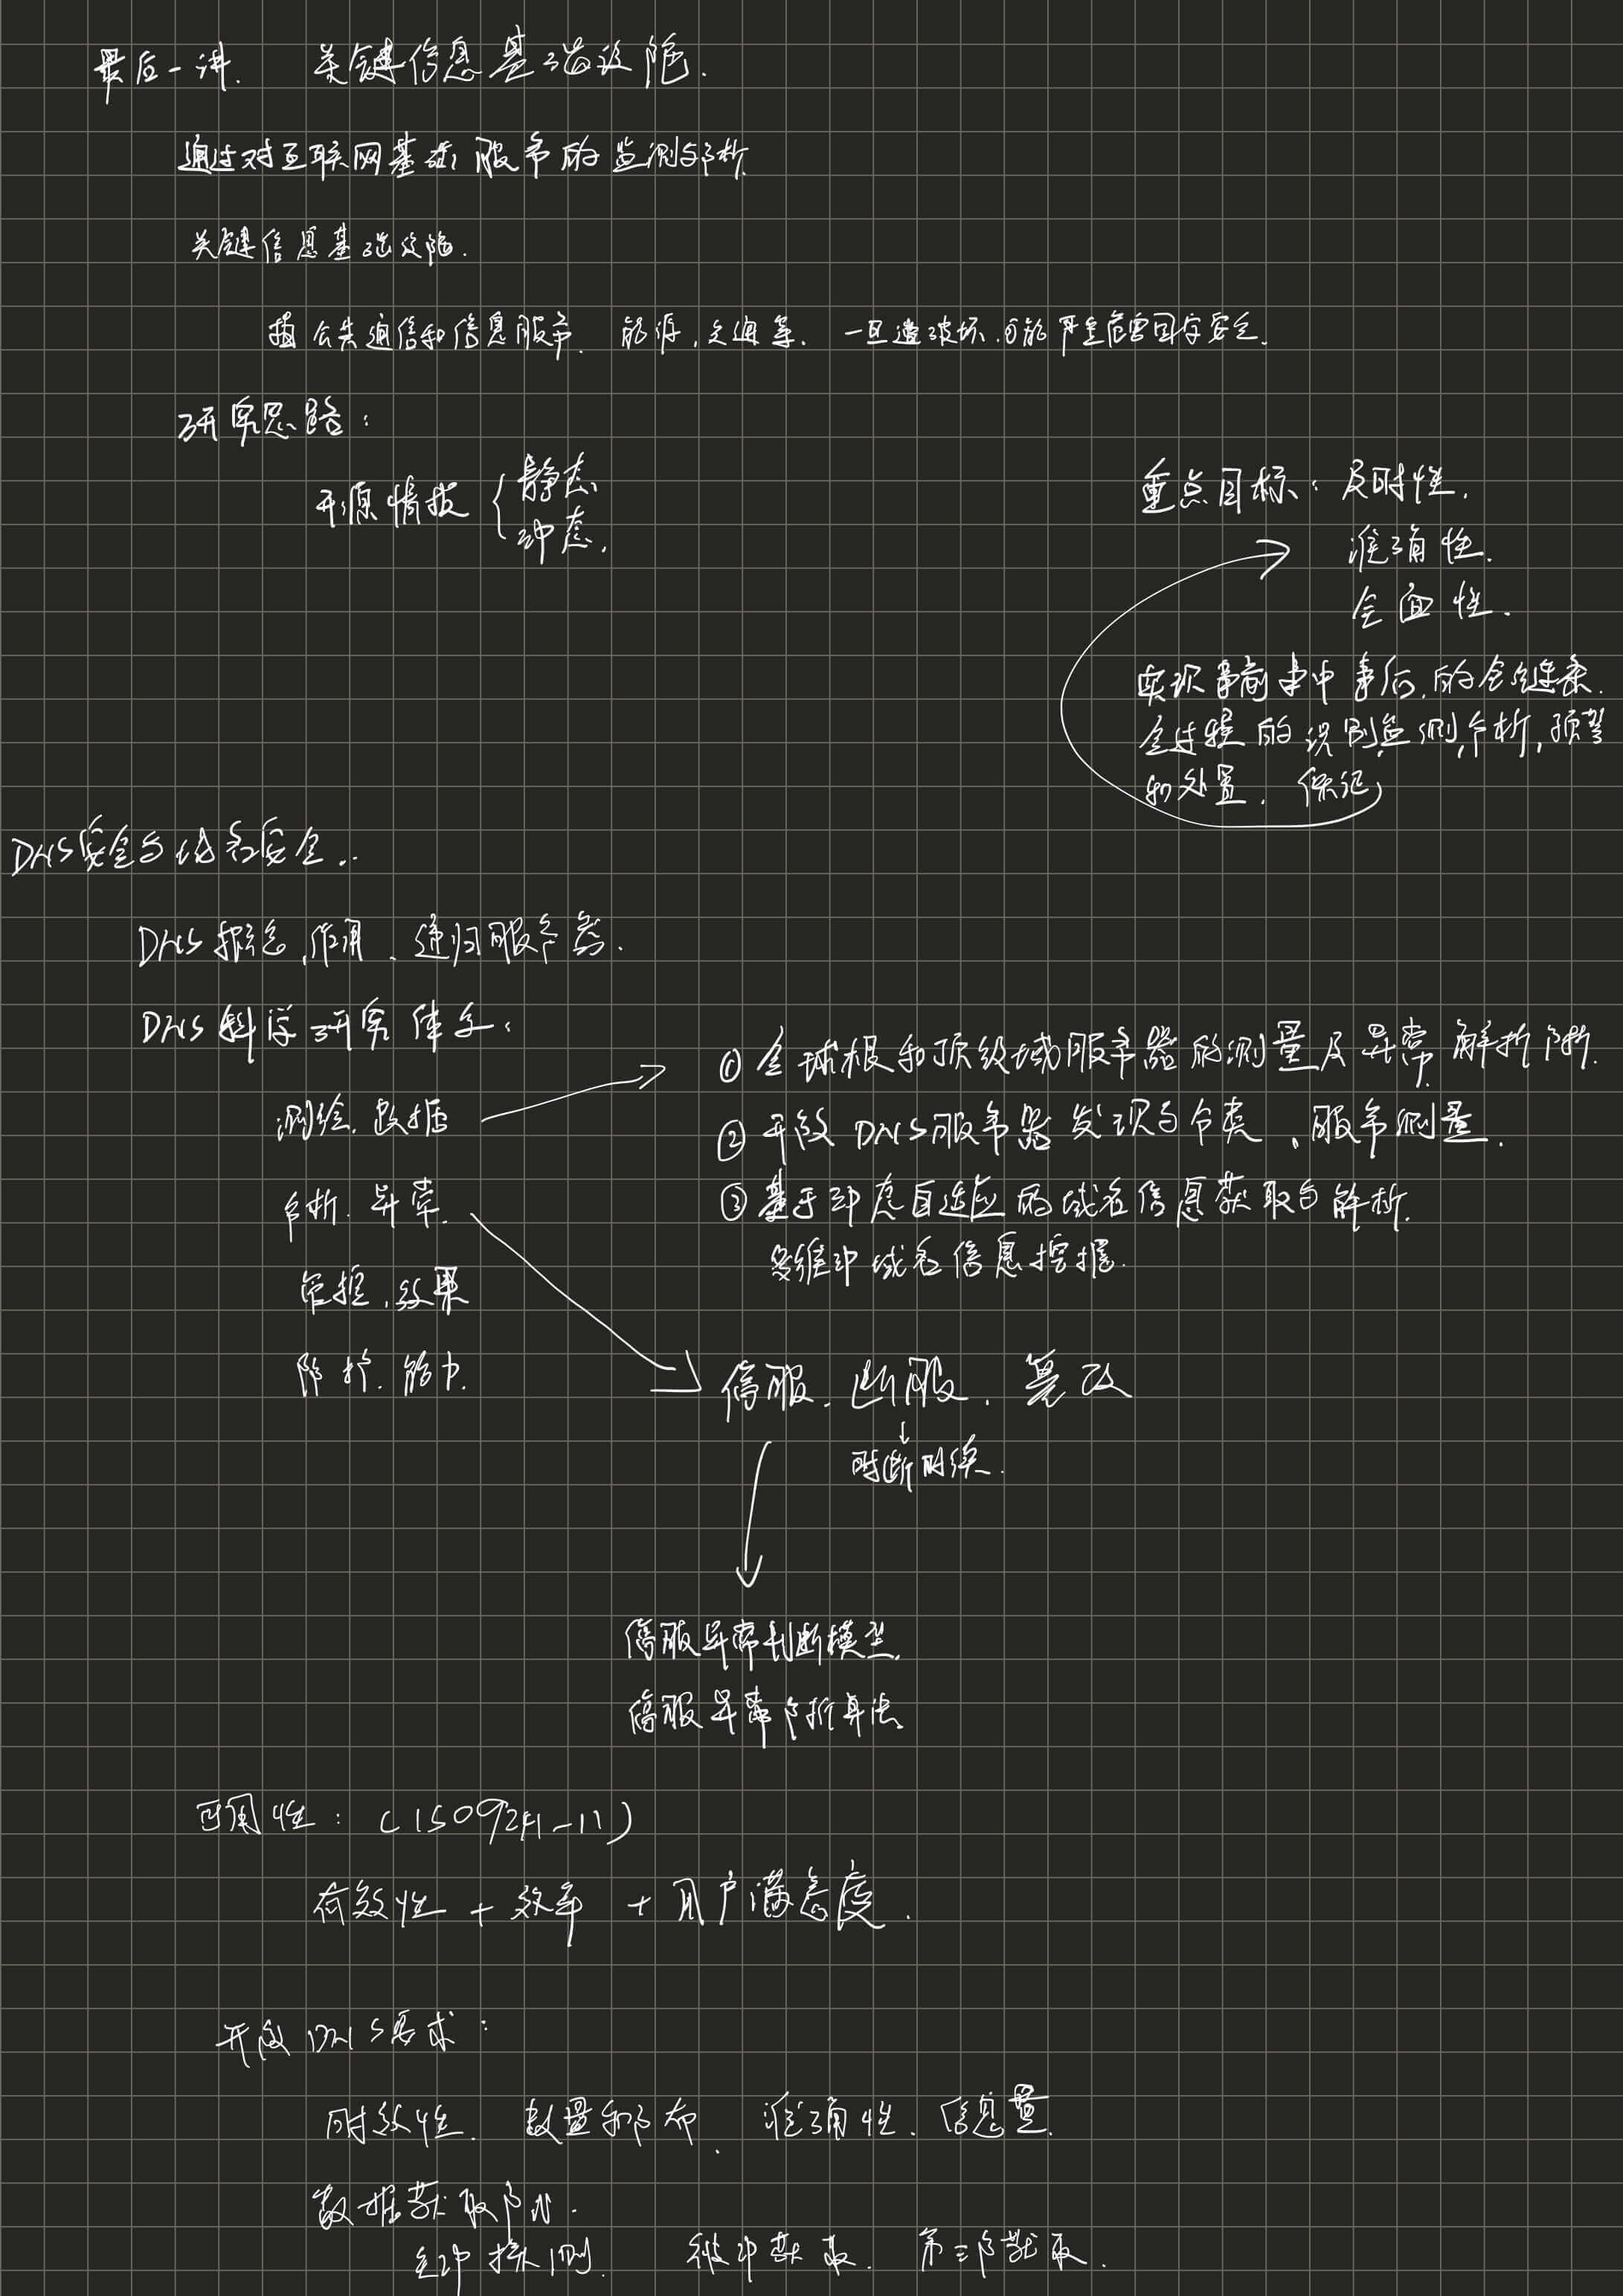 最后一讲. 关键信息基础设施.
通过对互联网基础服务的监测与分析
关键信息基础设施.
指公共通信和信息服务. 能源, 交通等. 一旦遭破坏, 可能严重危害国家安全.
研究思路:
开源情报 { 静态
动态.
重点目标: 及时性.
准确性.
全面性.
实现事前事中事后, 的全链条.
全过程的识别, 监测, 分析, 预警
和处置. 保证
DNS安全与域名安全..
DNS概念, 作用. 递归服务器.
DNS科学研究体系:
测绘. 数据
分析. 异常.
管控, 效果
防护. 能力.
① 全球根和顶级域服务器的测量及异常. 解析分析.
② 开放DNS服务器发现与分类, 服务测量.
③ 基于动态自适应的域名信息获取与解析.
多维即域名信息挖掘.
停服. 断服. 篡改
时断时续.
停服异常判断模型.
停服异常分析算法.
可用性: (ISO9241-11)
有效性 + 效率 + 用户满意度.
开放DNS要求:
时效性. 数量和分布. 准确性. 信息量.
数据获取方式.
主动探测. 被动获取. 第三方获取.